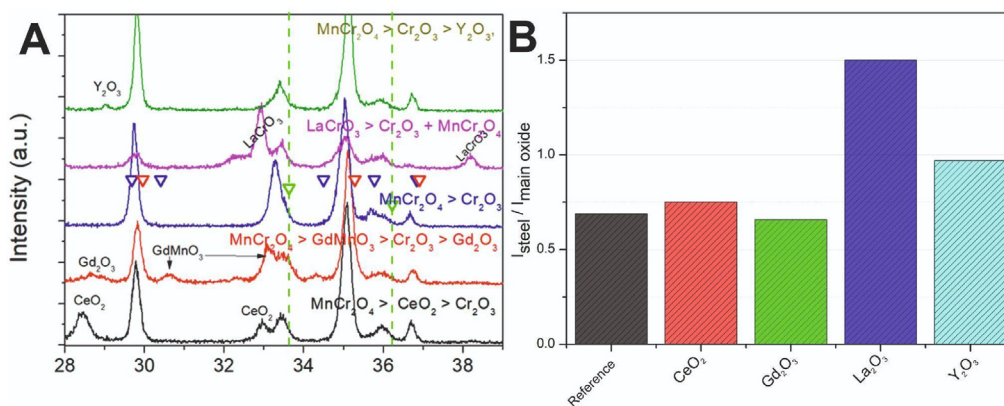 A
MnCr₂O₄ > Cr₂O₃ > Y₂O₃,
Y₂O₃
LaCrO₃
LaCrO₃ > Cr₂O₃ + MnCr₂O₄
LaCrO3
MnCr₂O₄ > Cr₂O₃
MnCr₂O₄ > GdMnO₃ > Cr₂O₃ > Gd₂O₃
Gd₂O₃
GdMnO₃
MnCr₂O₄ > CeO₂ > Cr₂O₃
CeO₂
CeO₂
Intensity (a.u.)
28 30 32 34 36 38
B
I steel / I main oxide
1.5
1.0
0.5
0.0
Reference
CeO₂
Gd₂O₃
La₂O₃
Y₂O₃